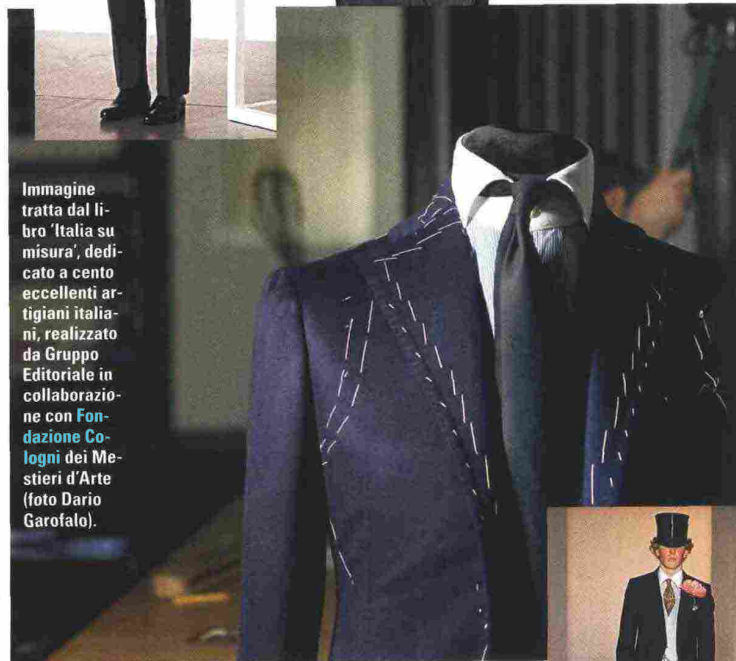 Immagine
tratta dal li-
bro ‘Italia su
misura’, dedi-
cato a cento
eccellenti ar-
tigiani italia-
ni, realizzato
da Gruppo
Editoriale in
collaborazio-
ne con Fon-
dazione Co-
logni dei Me-
stieri d’Arte
(foto Dario
Garofalo).